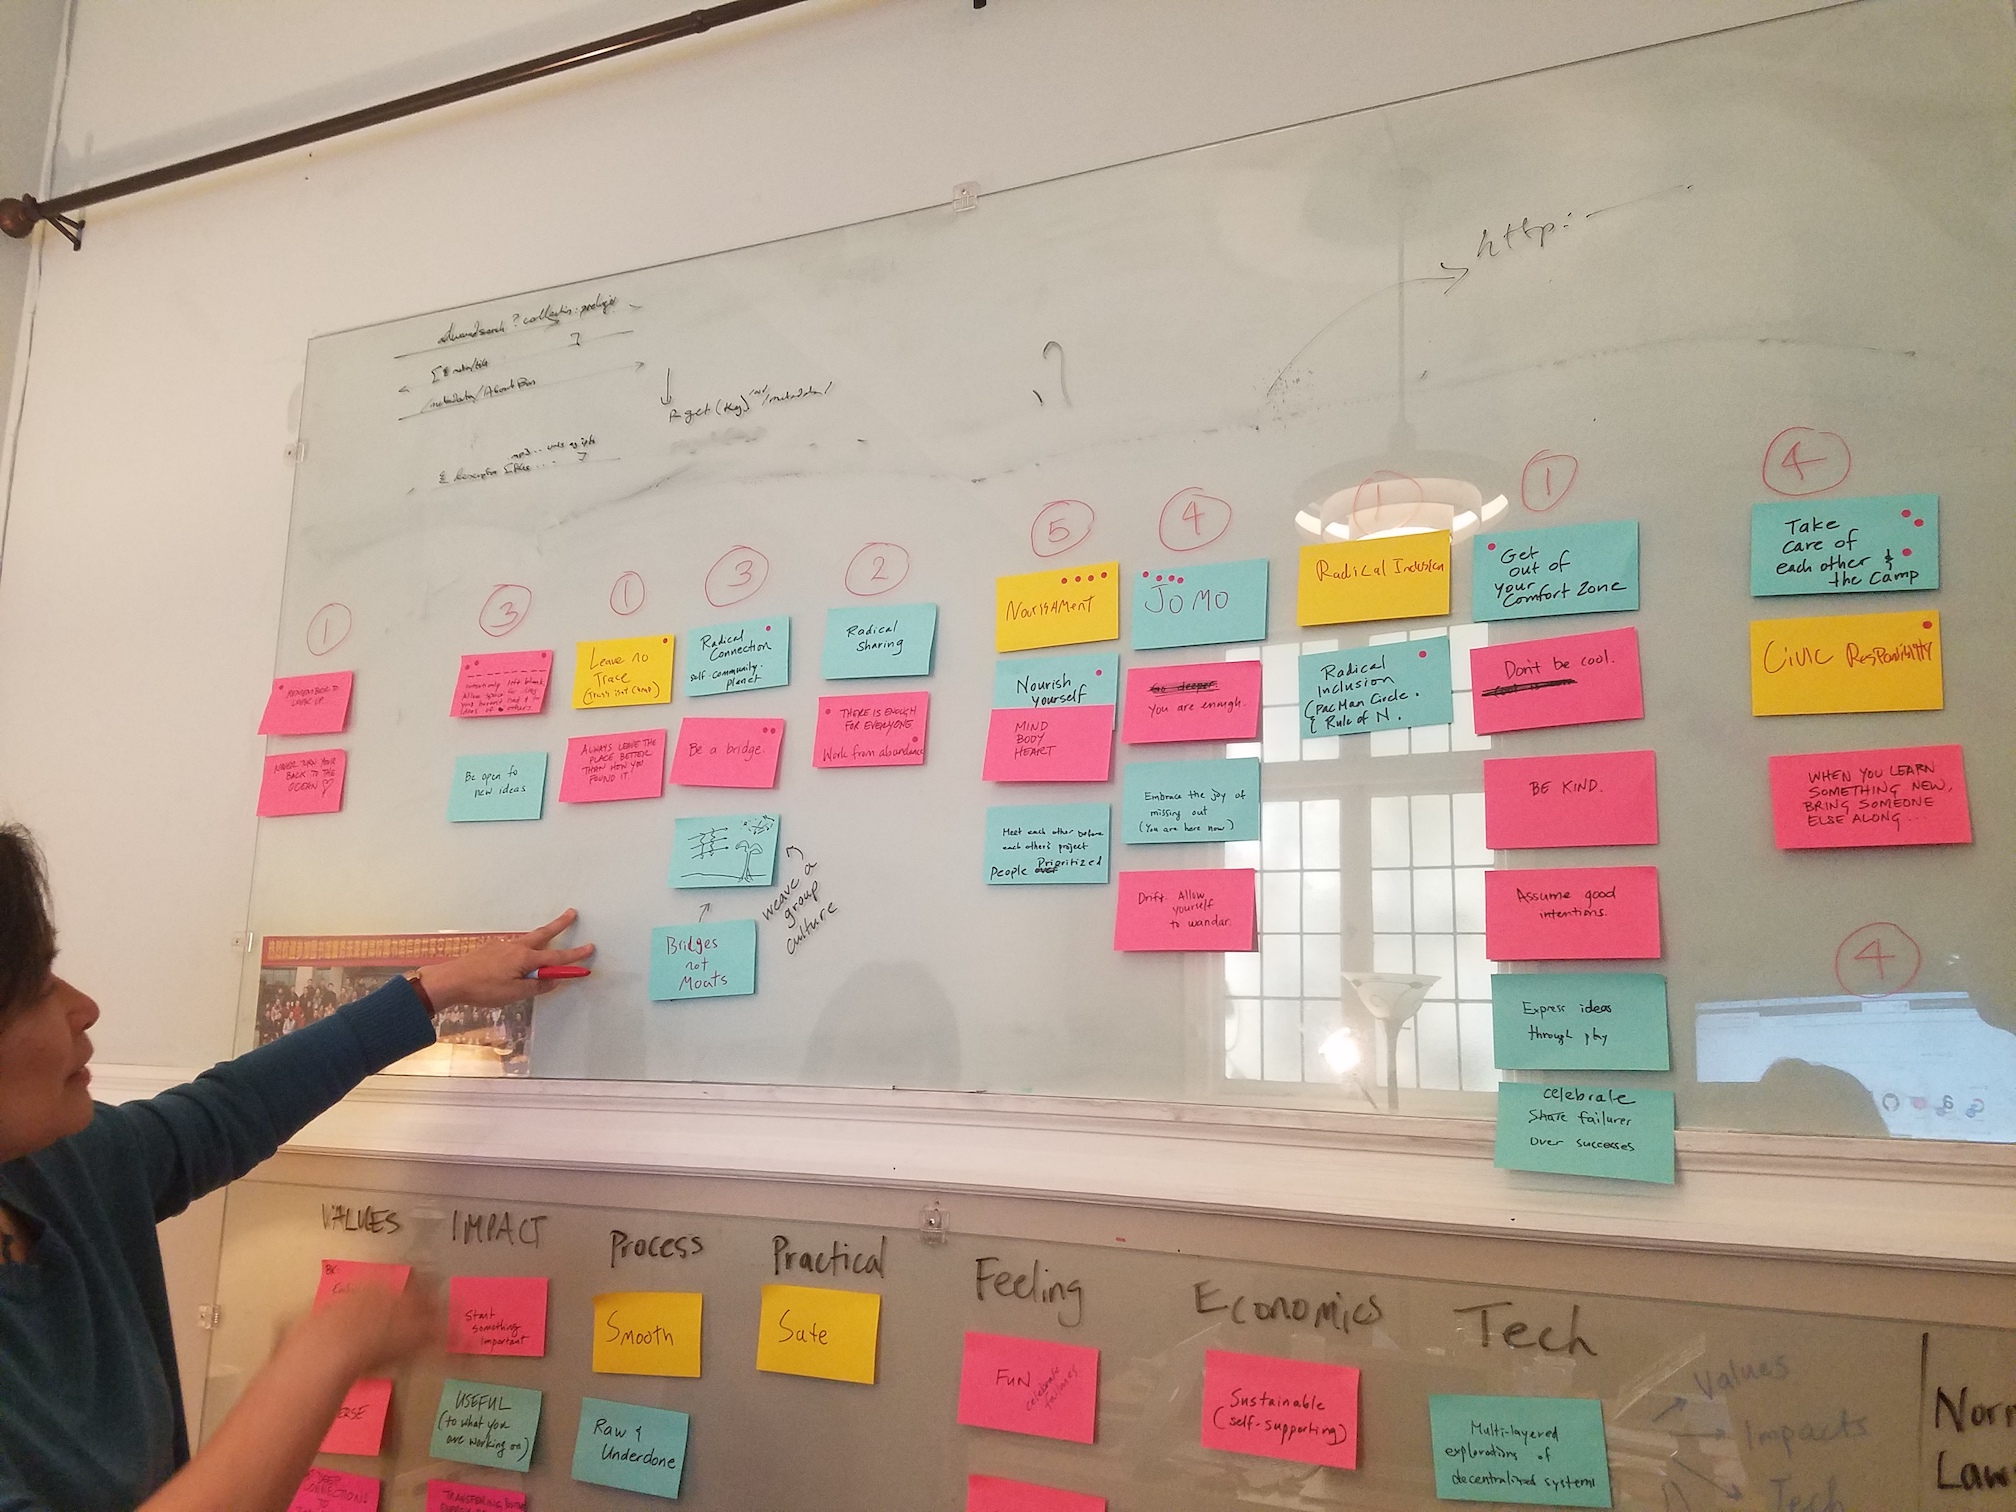 http:
get (key)
1
3
1
3
2
5
4
1
1
4
NEVER TURN YOUR
BACK TO THE
OCEAN
Be open to
new ideas
Leave no
Trace
ALWAYS LEAVE THE
PLACE BETTER
THAN HOW YOU
FOUND IT.
Radical
Connection
self-community-
planet
Be a bridge.
weave a
group
culture
Bridges
not
Moats
Radical
Sharing
THERE IS ENOUGH
FOR EVERYONE
Work from abundance
NOURISHMENT
Nourish
yourself
MIND
BODY
HEART
Meet each other before
each other's project
People Prioritized
JOMO
Go deeper
You are enough.
Embrace the joy of
missing out
(You are here now)
Drift. Allow
yourself
to wandar.
Radical Inclusion
Radical
Inclusion
(PacMan Circle.
& Rule of N.
Get
out of
your
Comfort Zone
Don't be cool.
BE KIND.
Assume good
intentions.
Express ideas
through play
celebrate
Share failures
over successes
Take
care of
each other &
the Camp
Civic Responsibility
WHEN YOU LEARN
SOMETHING NEW,
BRING SOMEONE
ELSE ALONG...
4
VALUES
IMPACT
Start
something
important
USEFUL
(to what you
are working on)
Process
Smooth
Raw &
Underdone
Practical
Safe
Feeling
FUN
celebrate
failures
Economics
Sustainable
(self-supporting)
Tech
Multi-layered
explorations of
decentralized systems
Values
Impacts
Tech
Norm
Law